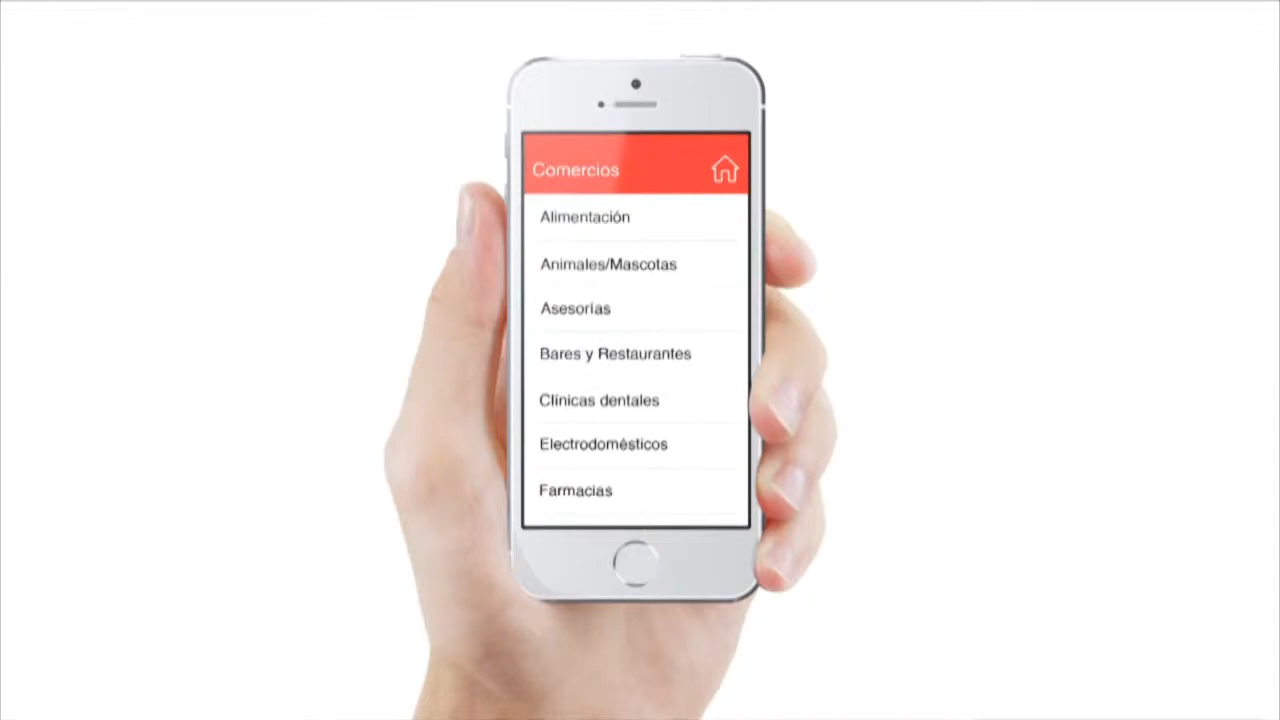 Comercios
Alimentación
Animales/Mascotas
Asesorías
Bares y Restaurantes
Clínicas dentales
Electrodomésticos
Farmacias